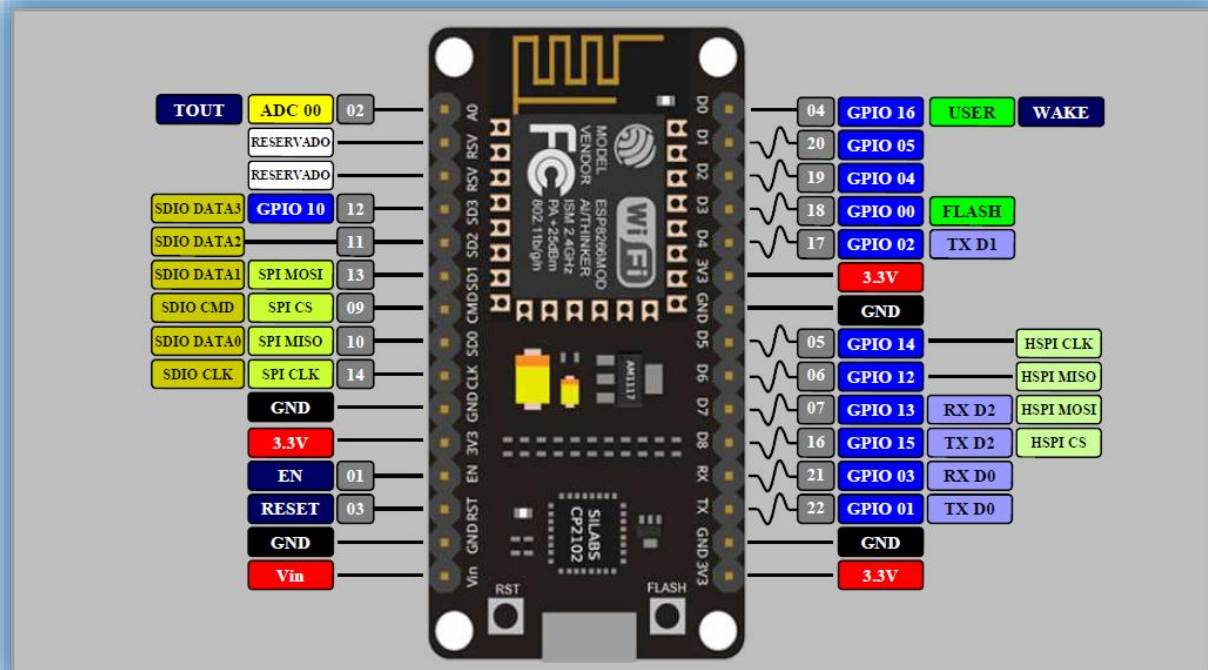 TOUT ADC 00 02 A0 D0 04 GPIO 16 USER WAKE
RESERVADO RSV D1 20 GPIO 05
RESERVADO RSV D2 19 GPIO 04
SDIO DATA3 GPIO 10 12 SD3 D3 18 GPIO 00 FLASH
SDIO DATA2 11 SD2 D4 17 GPIO 02 TX D1
SDIO DATA1 SPI MOSI 13 SD1 3V3 3.3V
SDIO CMD SPI CS 09 CMD GND GND
SDIO DATA0 SPI MISO 10 SD0 D5 05 GPIO 14 HSPI CLK
SDIO CLK SPI CLK 14 CLK D6 06 GPIO 12 HSPI MISO
GND GND D7 07 GPIO 13 RX D2 HSPI MOSI
3.3V 3V3 D8 16 GPIO 15 TX D2 HSPI CS
EN 01 EN RX 21 GPIO 03 RX D0
RESET 03 RST TX 22 GPIO 01 TX D0
GND GND GND GND
Vin Vin 3V3 3.3V
MODEL ESP8266MOD
VENDOR AI/THINKER
ISM 2.4GHz
PA +25dBm
802.11b/g/n
FC
WiFi
AM1117
SILABS
CP2102
RST
FLASH